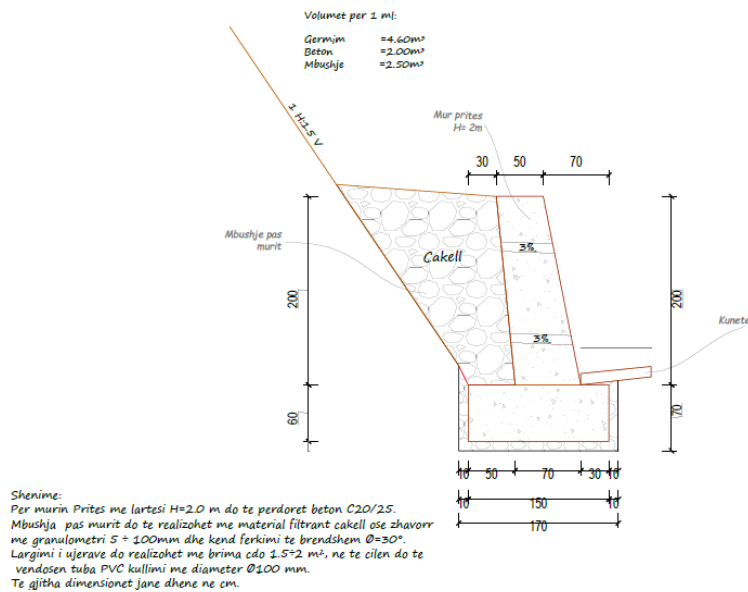 Volumet per 1 ml:
Germim =4.60m³
Beton =2.00m³
Mbushje =2.50m³
1 H:1.5 V
Mur prites
H= 2m
30 50 70
Mbushje pas
murit
Cakell
3%
200
200
Kunete
3%
60
70
10 50 70 30 10
10 150 10
170
Shenime:
Per murin Prites me lartesi H=2.0 m do te perdoret beton C20/25.
Mbushja pas murit do te realizohet me material filtrant cakell ose zhavorr
me granulometri 5 ÷ 100mm dhe kend ferkimi te brendshem Ø=30°.
Largimi i ujerave do realizohet me brima cdo 1.5÷2 m², ne te cilen do te
vendosen tuba PVC kullimi me diameter Ø100 mm.
Te gjitha dimensionet jane dhene ne cm.